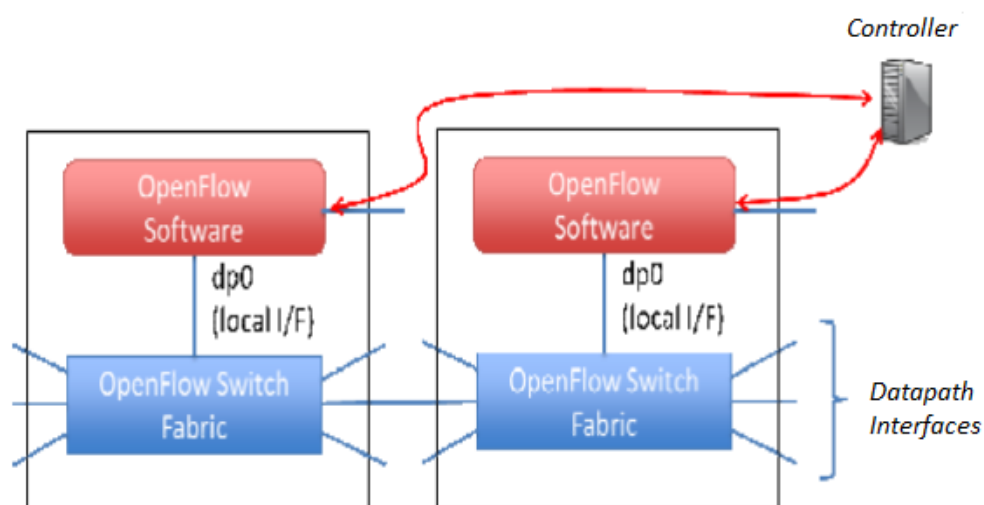 Controller
OpenFlow
Software
OpenFlow
Software
dp0
(local I/F)
dp0
(local I/F)
OpenFlow Switch
Fabric
OpenFlow Switch
Fabric
Datapath
Interfaces